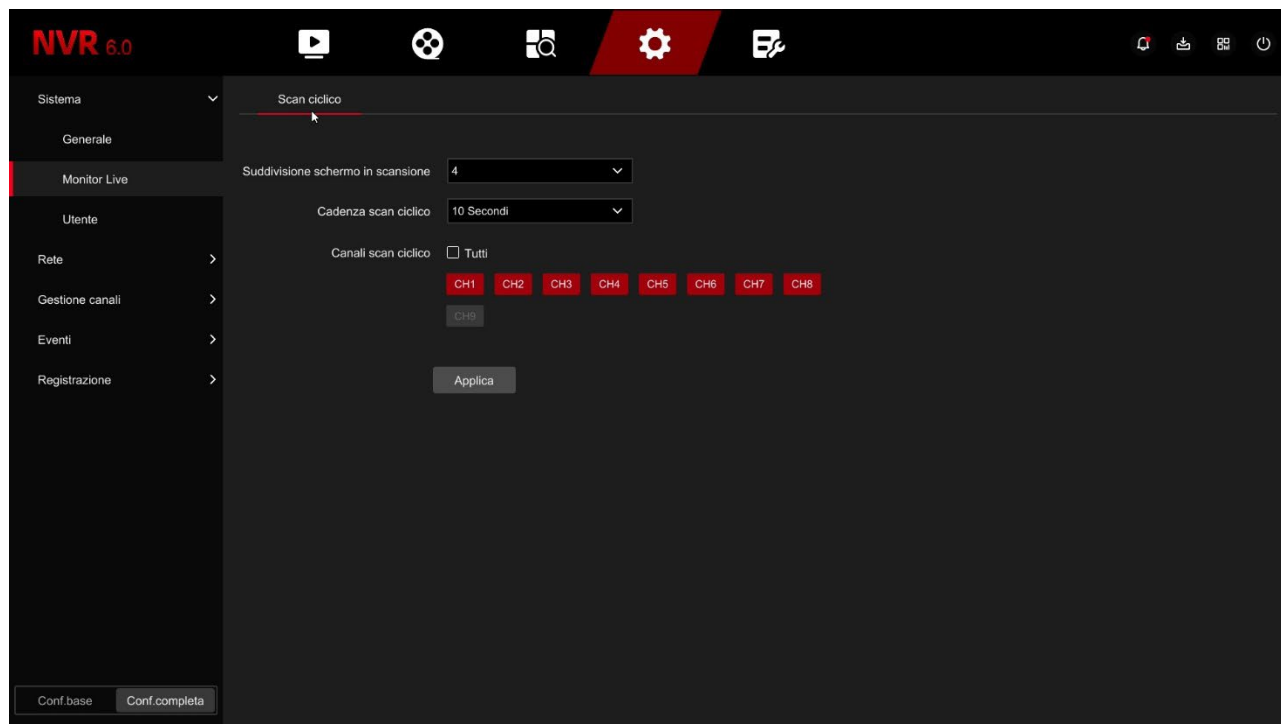 NVR 6.0
Sistema
Scan ciclico
Generale
Monitor Live
Suddivisione schermo in scansione 4
Cadenza scan ciclico 10 Secondi
Utente
Canali scan ciclico Tutti
Rete
CH1 CH2 CH3 CH4 CH5 CH6 CH7 CH8
Gestione canali
CH9
Eventi
Registrazione
Applica
Conf.base Conf.completa